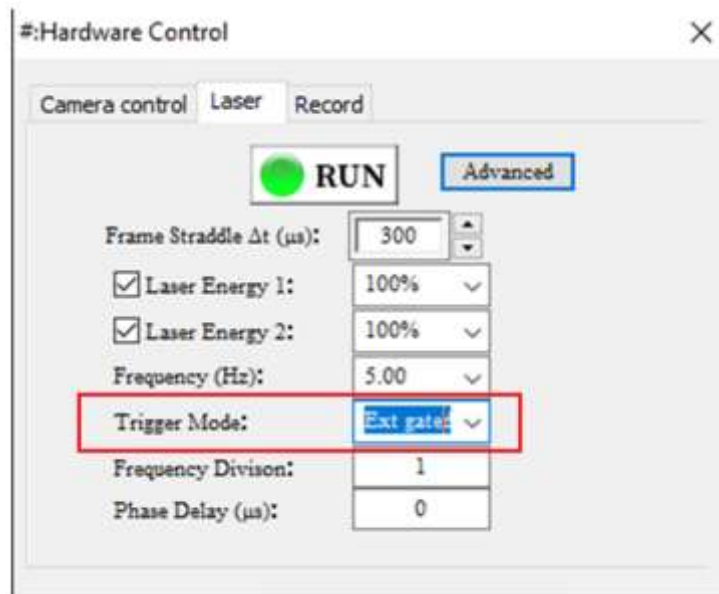 #:Hardware Control
Camera control Laser Record
RUN Advanced
Frame Straddle Δt (μs): 300
Laser Energy 1: 100%
Laser Energy 2: 100%
Frequency (Hz): 5.00
Trigger Mode: Ext gate
Frequency Divison: 1
Phase Delay (μs): 0